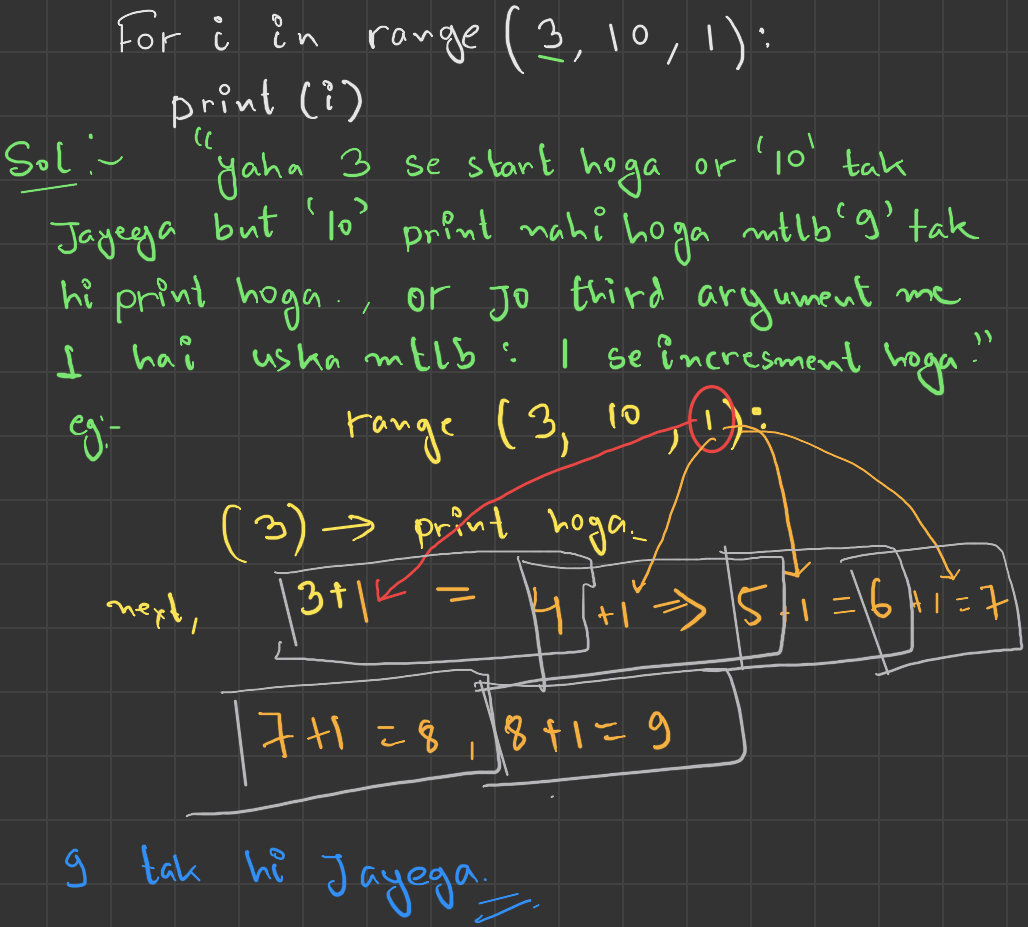 For i in range (3, 10, 1):
print (i)
Sol :- "yaha 3 se start hoga or '10' tak
Jayeega but '10' print nahi hoga mtlb '9' tak
hi print hoga., or Jo third argument me
1 hai uska mtlb : 1 se incresment hoga."
eg:- range (3, 10, 1):
(3) → print hoga.
next, 3+1 = 4 +1 ⇒ 5 +1 = 6 +1 = 7
7+1 = 8, 8+1 = 9
9 tak hi Jayega.